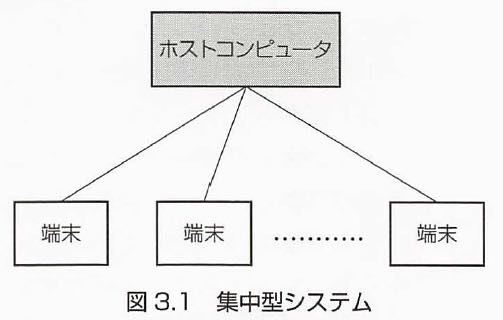 ホストコンピュータ
端末
端末
…………
端末
図 3.1 集中型システム